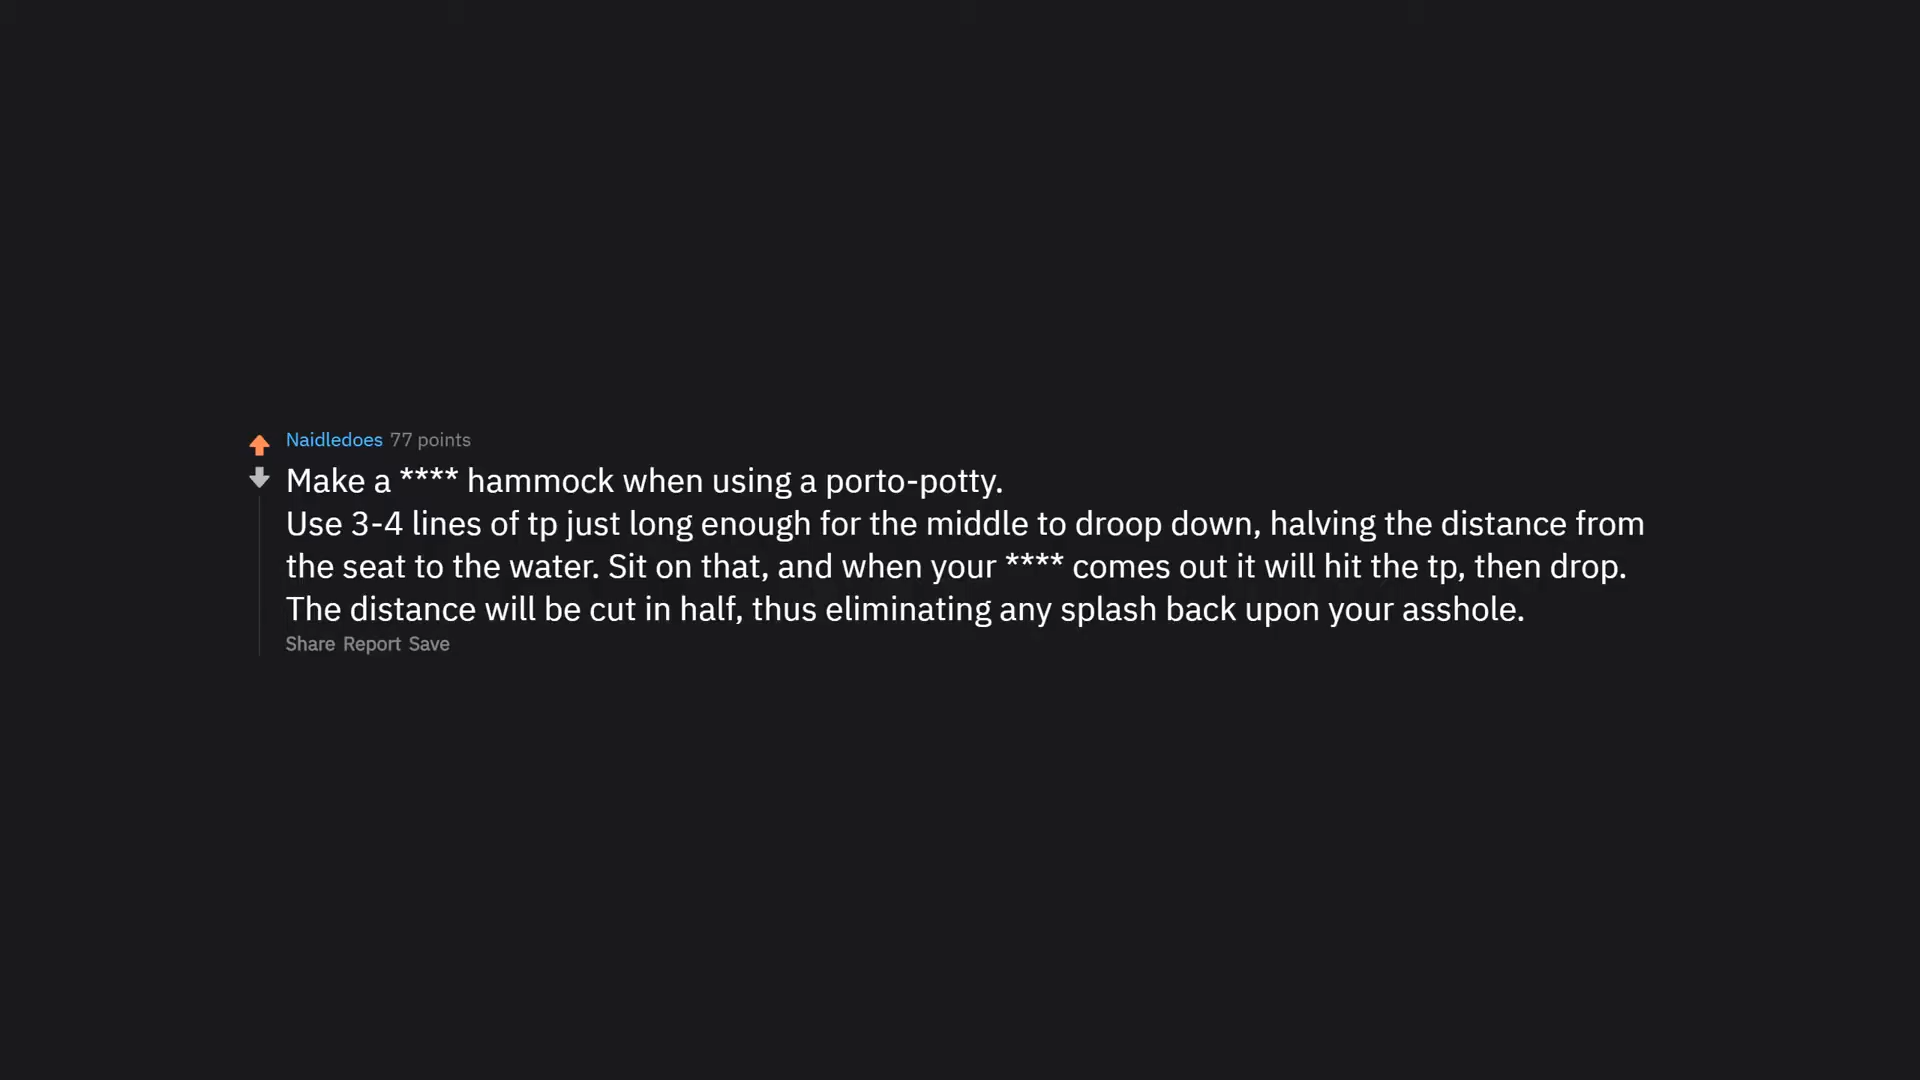 Naidledoes 77 points
Make a **** hammock when using a porto-potty.
Use 3-4 lines of tp just long enough for the middle to droop down, halving the distance from
the seat to the water. Sit on that, and when your **** comes out it will hit the tp, then drop.
The distance will be cut in half, thus eliminating any splash back upon your asshole.
Share Report Save